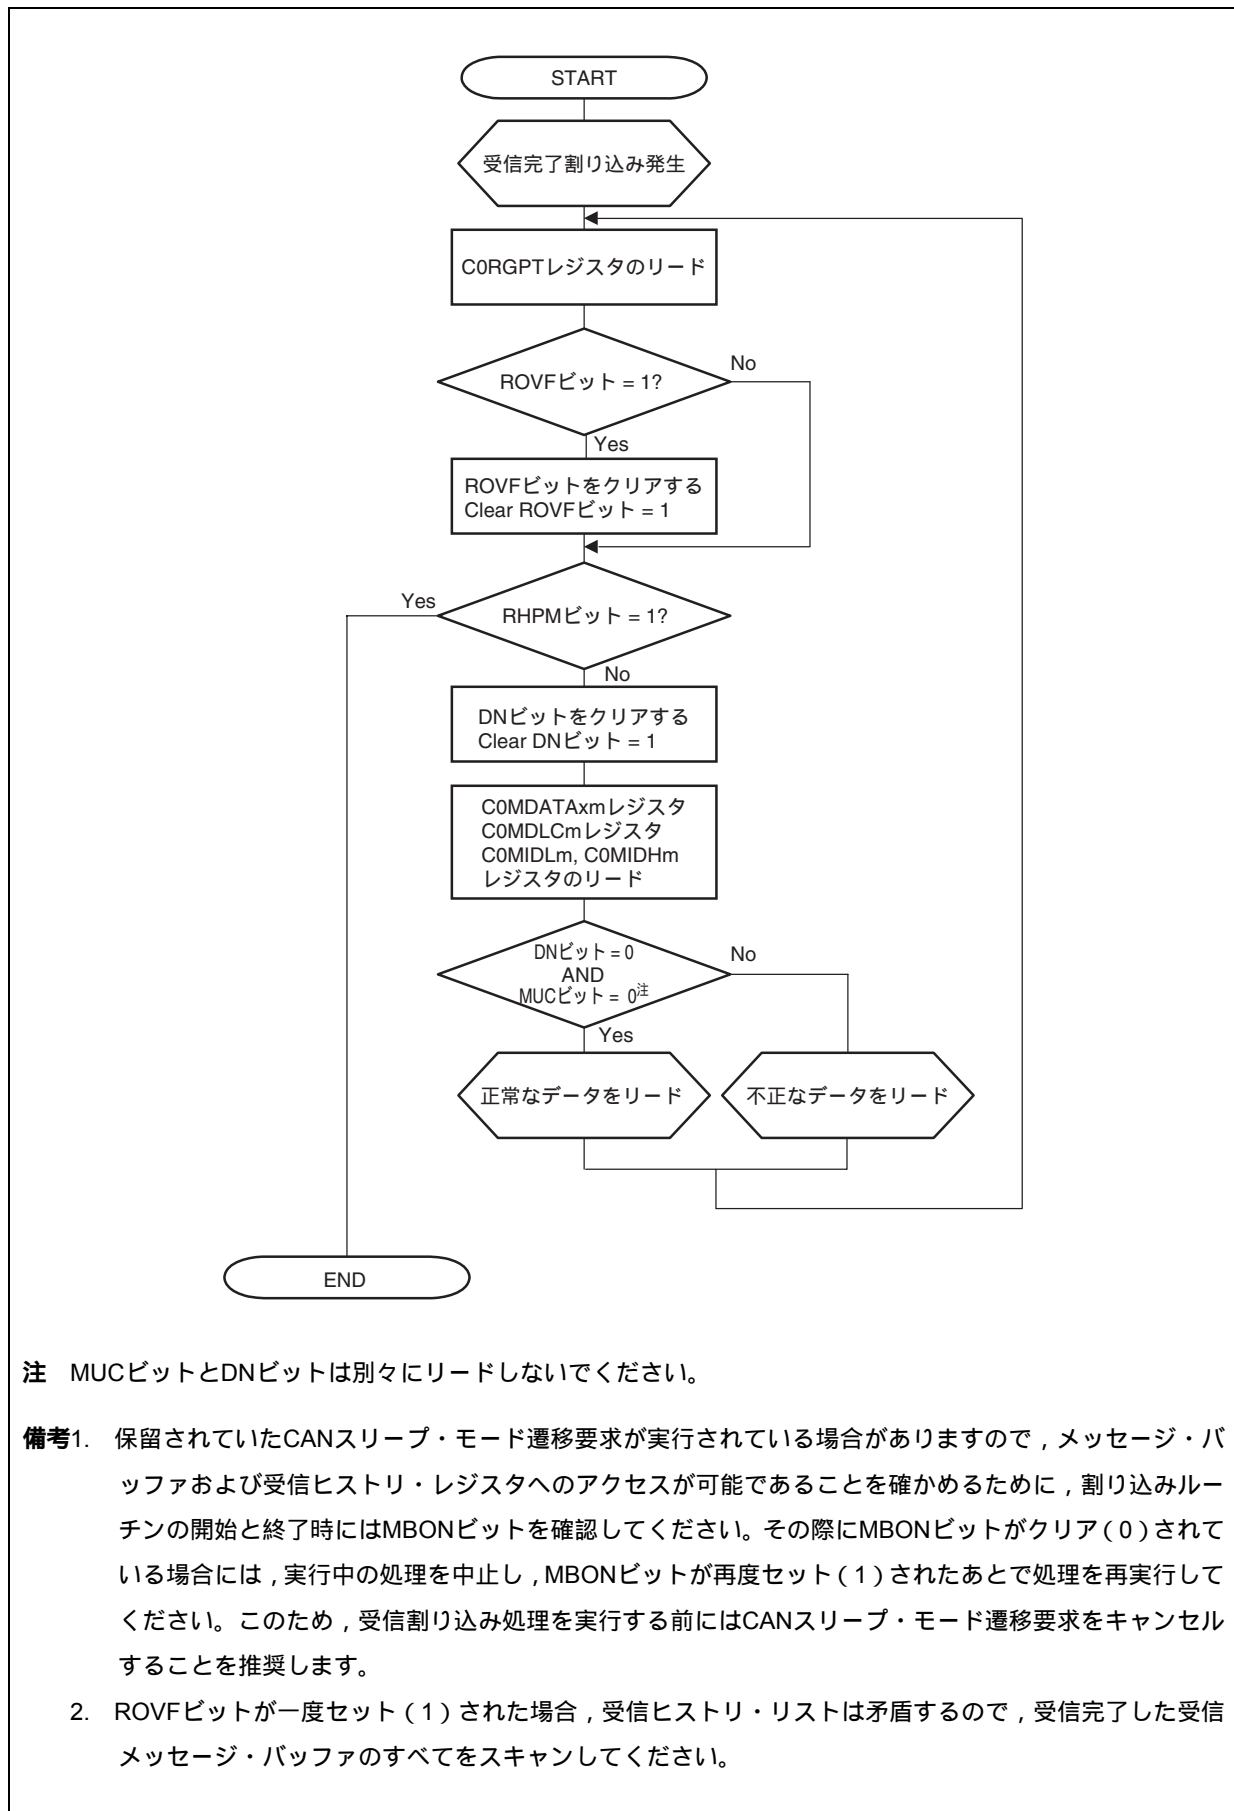 START
受信完了割り込み発生
C0RGPTレジスタのリード
ROVFビット = 1?
No
Yes
ROVFビットをクリアする
Clear ROVFビット = 1
Yes
RHPMビット = 1?
No
DNビットをクリアする
Clear DNビット = 1
C0MDATAxmレジスタ
C0MDLCmレジスタ
C0MIDLm, C0MIDHm
レジスタのリード
DNビット = 0
AND
MUCビット = 0注
No
Yes
正常なデータをリード
不正なデータをリード
END
注 MUCビットとDNビットは別々にリードしないでください。
備考1. 保留されていたCANスリープ・モード遷移要求が実行されている場合がありますので，メッセージ・バ
ッファおよび受信ヒストリ・レジスタへのアクセスが可能であることを確かめるために，割り込みルー
チンの開始と終了時にはMBONビットを確認してください。その際にMBONビットがクリア（0）されて
いる場合には，実行中の処理を中止し，MBONビットが再度セット（1）されたあとで処理を再実行して
ください。このため，受信割り込み処理を実行する前にはCANスリープ・モード遷移要求をキャンセル
することを推奨します。
2. ROVFビットが一度セット（1）された場合，受信ヒストリ・リストは矛盾するので，受信完了した受信
メッセージ・バッファのすべてをスキャンしてください。